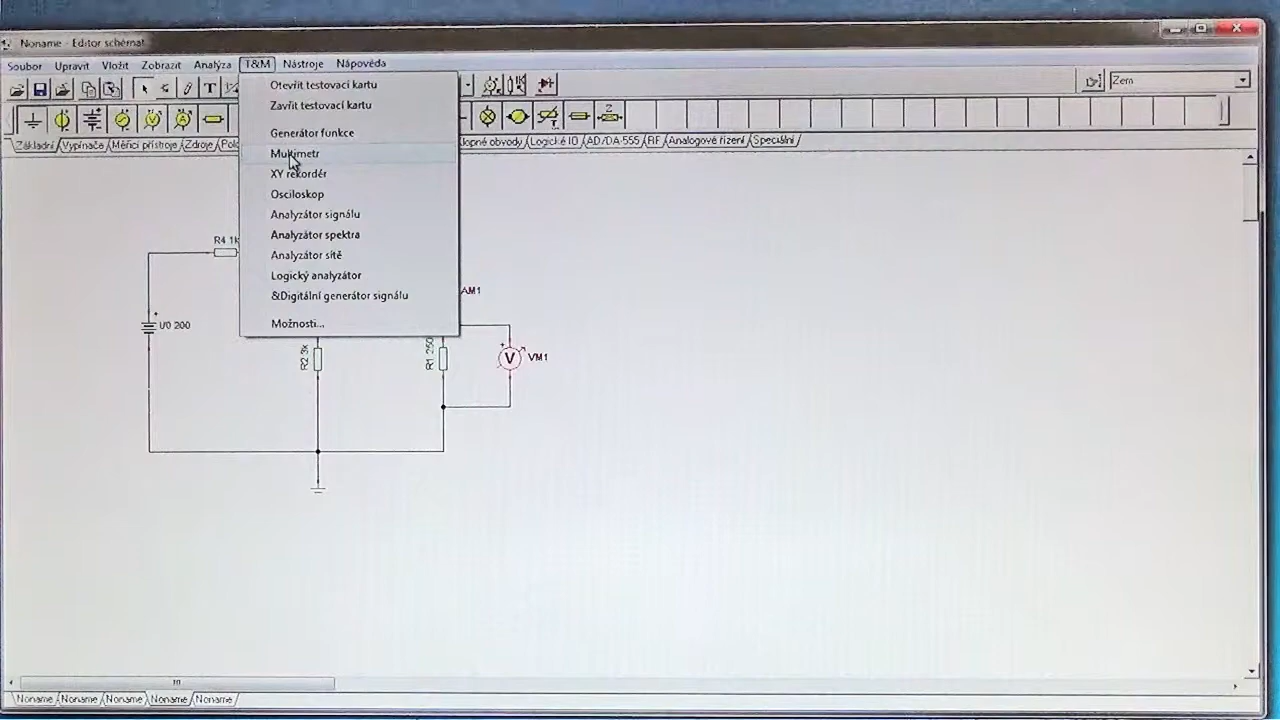 Noname - Editor schémat
Soubor Upravit Vložit Zobrazit Analýza T&M Nástroje Nápověda
T
Zem
Otevřít testovací kartu
Zavřít testovací kartu
Generátor funkce
Multimetr
XY rekordér
Osciloskop
Analyzátor signálu
Analyzátor spektra
Analyzátor sítě
Logický analyzátor
&Digitální generátor signálu
Možnosti...
Základní Vypínače Měřicí přístroje Zdroje Logické IO AD/DA-555 RF Analogové řízení Speciální
R4 1k
AM1
U0 200
R2 3k
R1 250
V VM1
Noname Noname Noname Noname Noname